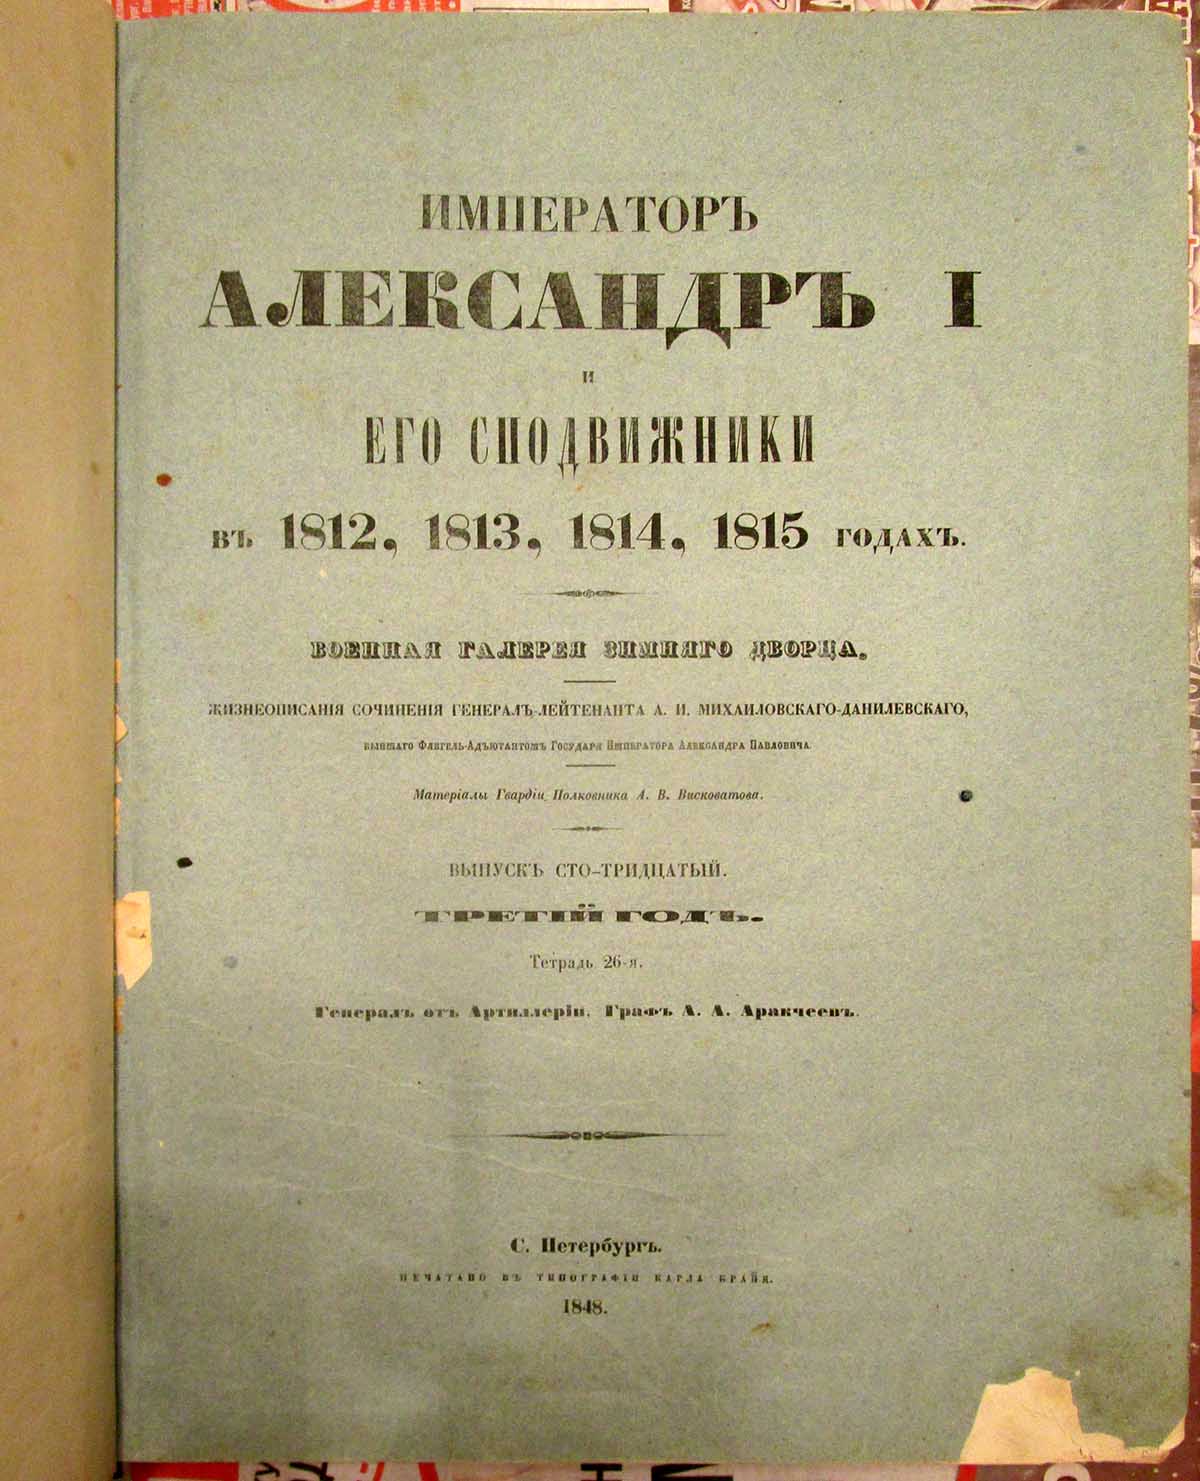 ИМПЕРАТОРЪ
АЛЕКСАНДРЪ I
И
ЕГО СПОДВИЖНИКИ
ВЪ 1812, 1813, 1814, 1815 ГОДАХЪ.
ВОЕННАЯ ГАЛЕРЕЯ ЗИМНЯГО ДВОРЦА,
ЖИЗНЕОПИСАНІЯ СОЧИНЕНІЯ ГЕНЕРАЛЪ-ЛЕЙТЕНАНТА А. И. МИХАИЛОВСКАГО-ДАНИЛЕВСКАГО,
БЫВШАГО ФЛИГЕЛЬ-АДЪЮТАНТОМЪ ГОСУДАРЯ ИМПЕРАТОРА АЛЕКСАНДРА ПАВЛОВИЧА.
Матеріалы Гвардіи Полковника А. В. Висковатова.
ВЫПУСКЪ СТО-ТРИДЦАТЫЙ.
ТРЕТІЙ ГОДЪ.
Тетрадь 26-я.
Генералъ отъ Артиллеріи, Графъ А. А. Аракчеевъ.
С. Петербургъ.
ПЕЧАТАНО ВЪ ТИПОГРАФІИ КАРЛА КРАЙЯ.
1848.